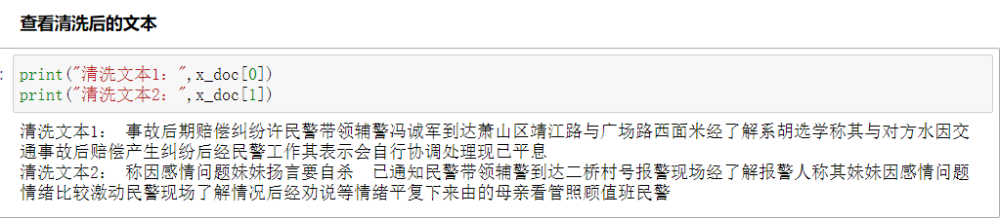 查看清洗后的文本
:
print("清洗文本1：",x_doc[0])
print("清洗文本2：",x_doc[1])
清洗文本1： 事故后期赔偿纠纷许民警带领辅警冯诚军到达萧山区靖江路与广场路西面米经了解系胡选学称其与对方水因交
通事故后赔偿产生纠纷后经民警工作其表示会自行协调处理现已平息
清洗文本2： 称因感情问题妹妹扬言要自杀 已通知民警带领辅警到达二桥村号报警现场经了解报警人称其妹妹因感情问题
情绪比较激动民警现场了解情况后经劝说等情绪平复下来由的母亲看管照顾值班民警